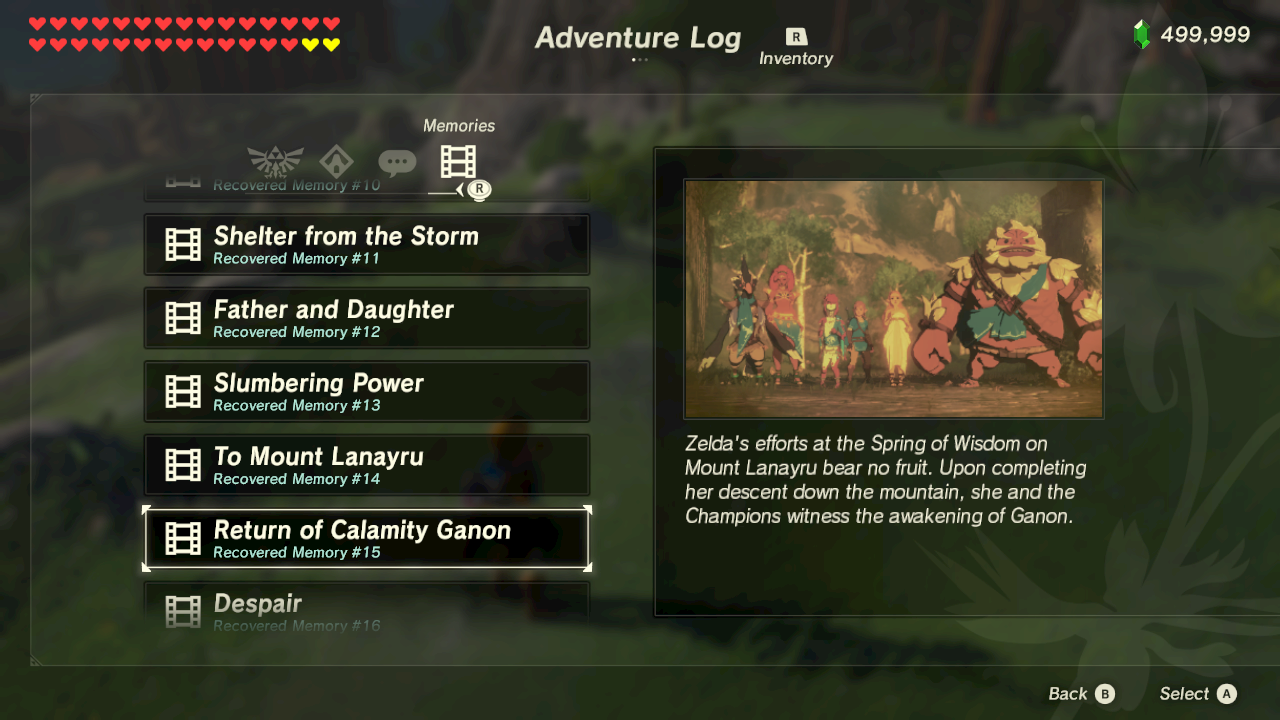 Adventure Log
R
Inventory
499,999
Memories
R
Recovered Memory #10
Shelter from the Storm
Recovered Memory #11
Father and Daughter
Recovered Memory #12
Slumbering Power
Recovered Memory #13
To Mount Lanayru
Recovered Memory #14
Return of Calamity Ganon
Recovered Memory #15
Despair
Recovered Memory #16
Zelda's efforts at the Spring of Wisdom on
Mount Lanayru bear no fruit. Upon completing
her descent down the mountain, she and the
Champions witness the awakening of Ganon.
Back B
Select A